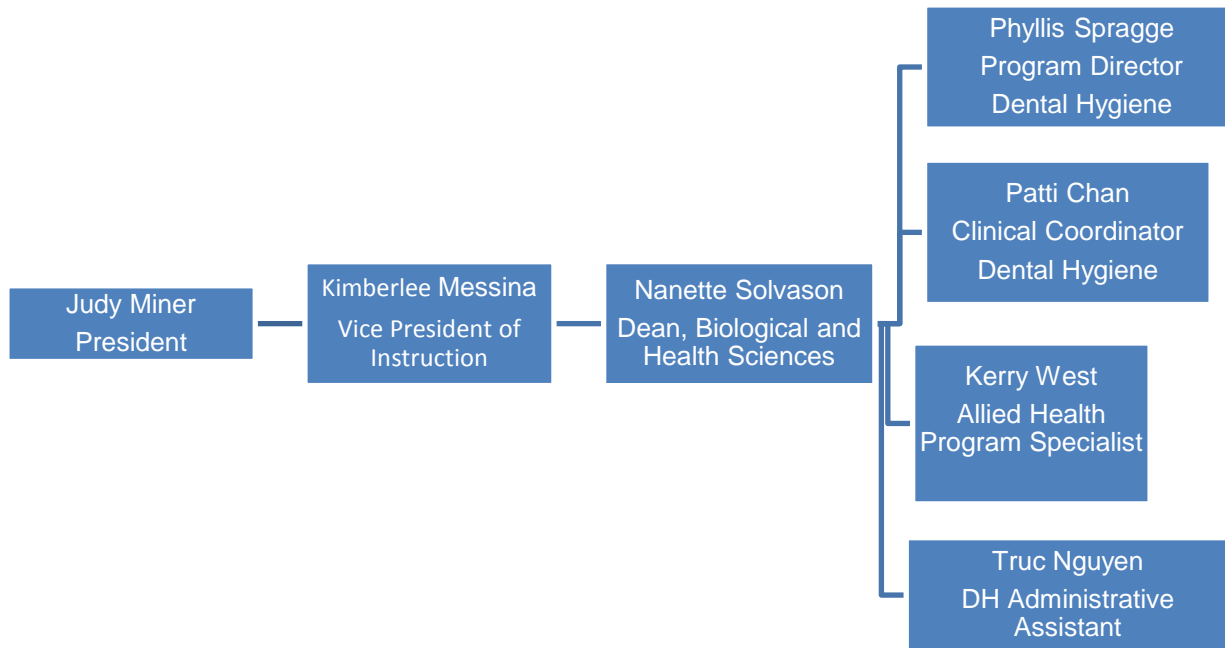 Judy Miner
President
Kimberlee Messina
Vice President of
Instruction
Nanette Solvason
Dean, Biological and
Health Sciences
Phyllis Spragge
Program Director
Dental Hygiene
Patti Chan
Clinical Coordinator
Dental Hygiene
Kerry West
Allied Health
Program Specialist
Truc Nguyen
DH Administrative
Assistant